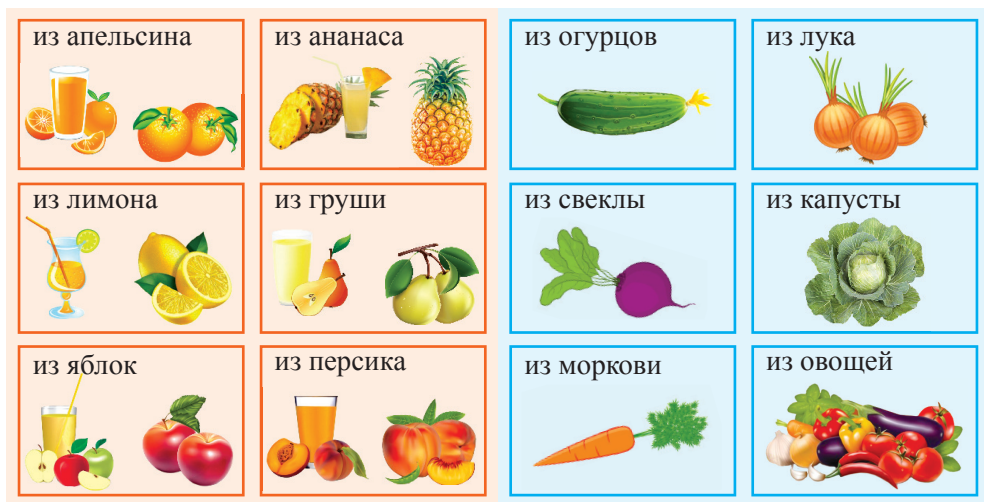 из апельсина
из ананаса
из огурцов
из лука
из лимона
из груши
из свеклы
из капусты
из яблок
из персика
из моркови
из овощей